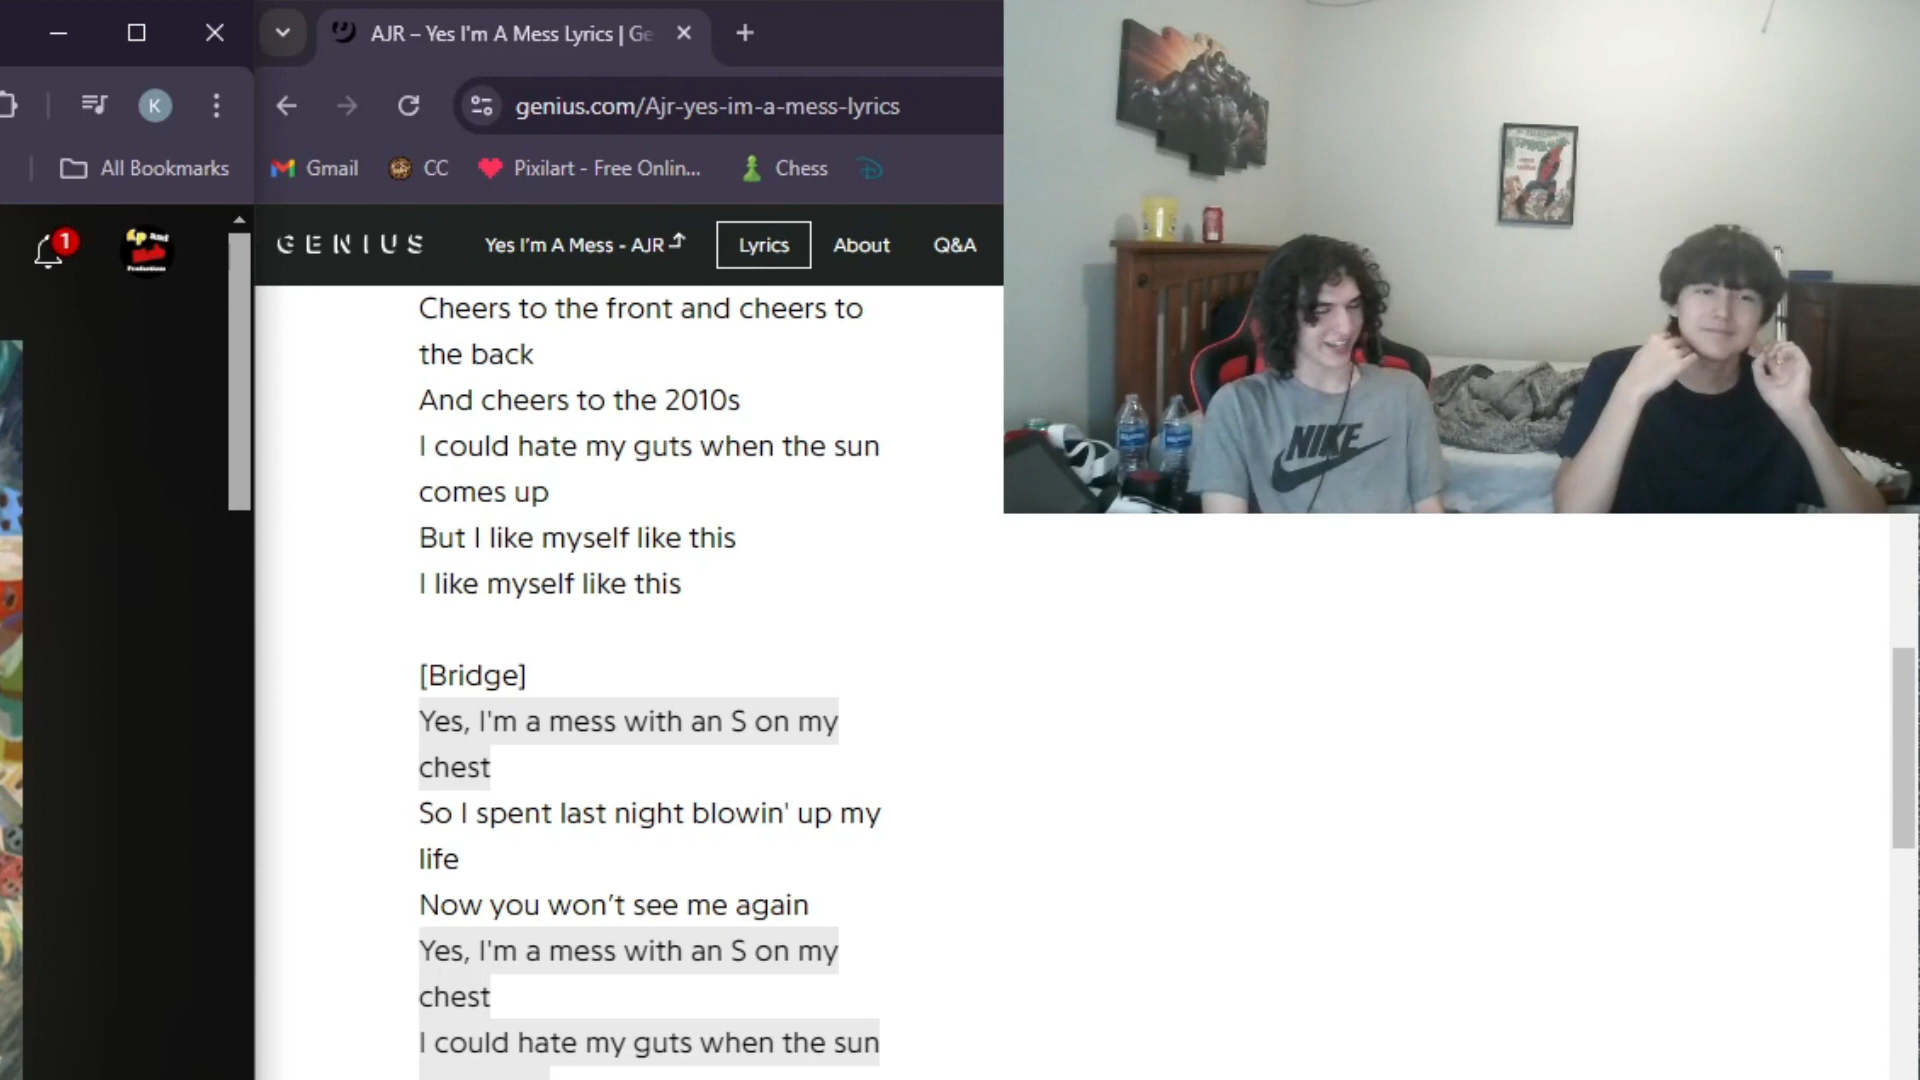 AJR – Yes I'm A Mess Lyrics | Ge
genius.com/Ajr-yes-im-a-mess-lyrics
K
All Bookmarks
Gmail
CC
Pixilart - Free Onlin...
Chess
1
Kp and
Productions
GENIUS
Yes I'm A Mess - AJR
Lyrics
About
Q&A
Cheers to the front and cheers to
the back
And cheers to the 2010s
I could hate my guts when the sun
comes up
But I like myself like this
I like myself like this
[Bridge]
Yes, I'm a mess with an S on my
chest
So I spent last night blowin' up my
life
Now you won’t see me again
Yes, I'm a mess with an S on my
chest
I could hate my guts when the sun
NIKE